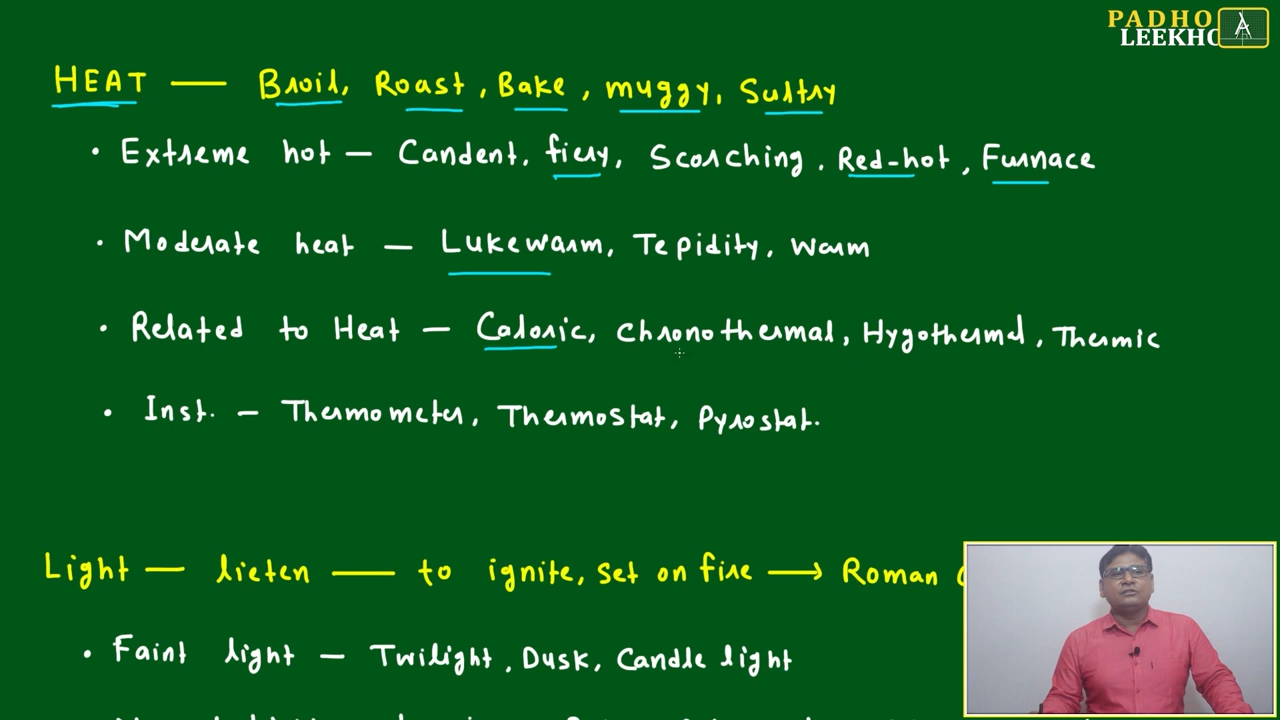 PADHO
LEEKHO
HEAT — Broil, Roast, Bake, muggy, Sultry
• Extreme hot — Candent, fiery, Scorching, Red-hot, Furnace
• Moderate heat — Lukewarm, Tepidity, Warm
• Related to Heat — Caloric, Chronothermal, Hygothermal, Thermic
• Inst. — Thermometer, Thermostat, Pyrostat.
Light — lieten — to ignite, set on fire → Roman
• Faint light — Twilight, Dusk, Candle light